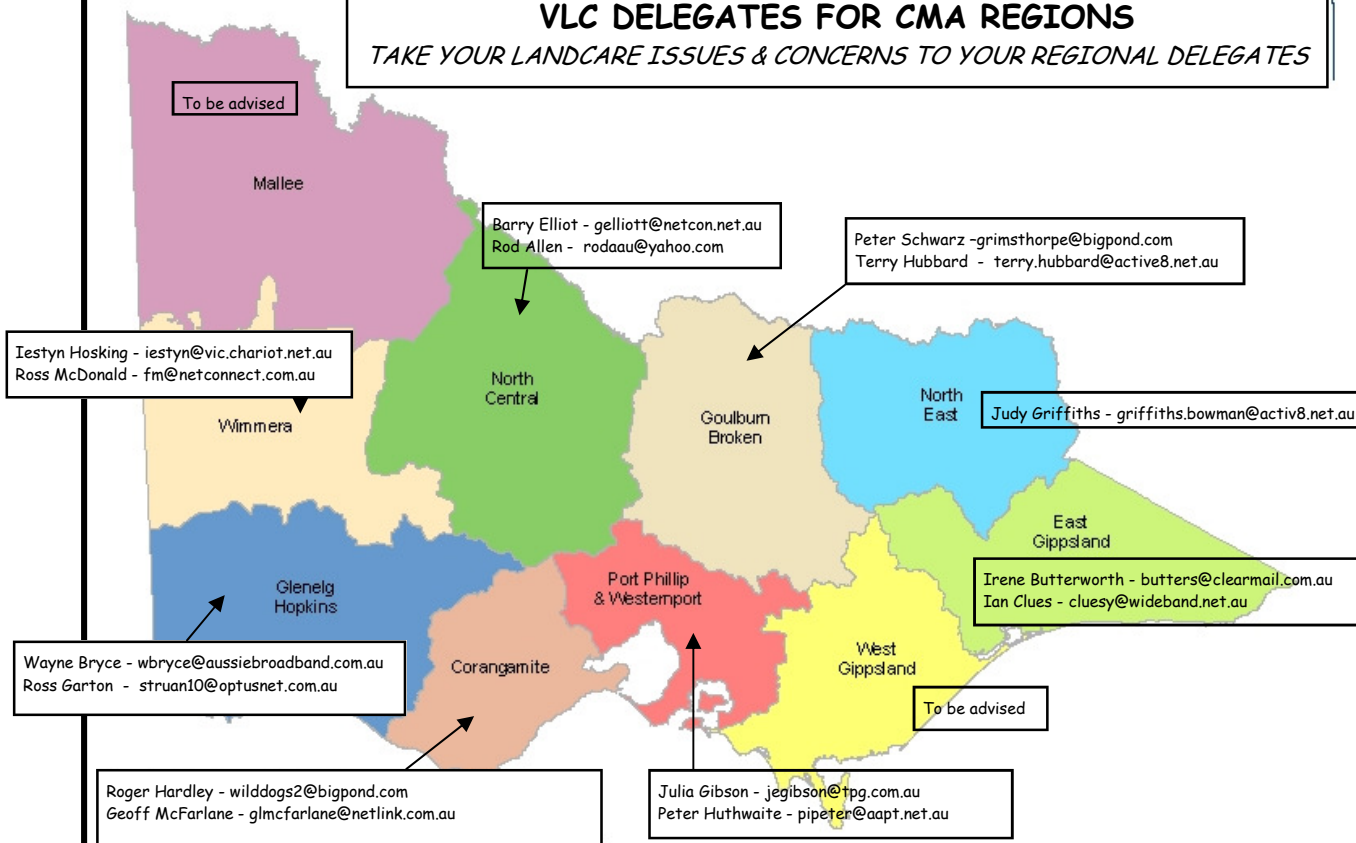 VLC DELEGATES FOR CMA REGIONS
TAKE YOUR LANDCARE ISSUES & CONCERNS TO YOUR REGIONAL DELEGATES
To be advised
Mallee
Barry Elliot - gelliott@netcon.net.au
Rod Allen - rodaau@yahoo.com
Peter Schwarz -grimsthorpe@bigpond.com
Terry Hubbard - terry.hubbard@active8.net.au
Iestyn Hosking - iestyn@vic.chariot.net.au
Ross McDonald - fm@netconnect.com.au
Wimmera
North
Central
Goulburn
Broken
North
East
Judy Griffiths - griffiths.bowman@activ8.net.au
East
Gippsland
Irene Butterworth - butters@clearmail.com.au
Ian Clues - cluesy@wideband.net.au
Glenelg
Hopkins
Port Phillip
& Westernport
Wayne Bryce - wbryce@aussiebroadband.com.au
Ross Garton - struan10@optusnet.com.au
Corangamite
West
Gippsland
To be advised
Roger Hardley - wilddogs2@bigpond.com
Geoff McFarlane - glmcfarlane@netlink.com.au
Julia Gibson - jegibson@tpg.com.au
Peter Huthwaite - pipeter@aapt.net.au